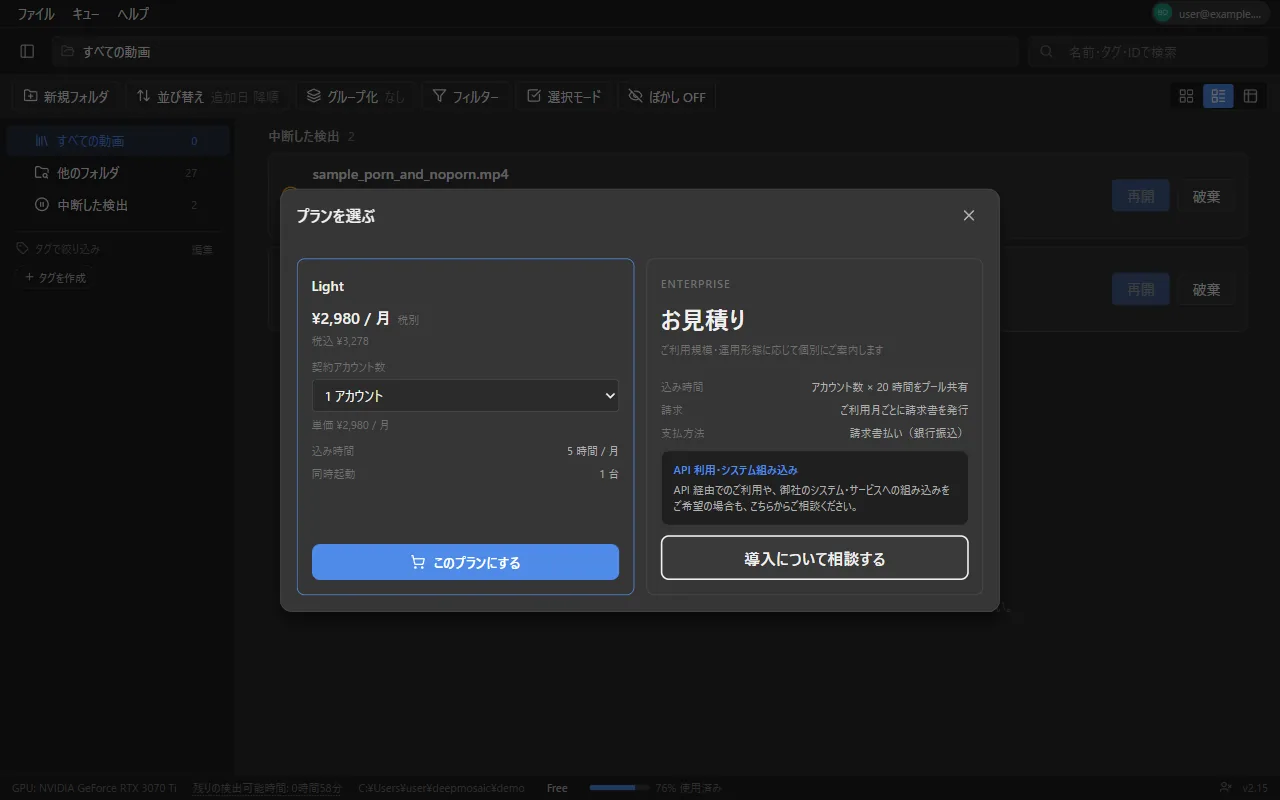 ファイル キュー ヘルプ
user@example....
すべての動画
名前・タグ・IDで検索
新規フォルダ 並び替え 追加日 降順 グループ化 なし フィルター 選択モード ぼかし OFF
すべての動画 0
他のフォルダ 27
中断した検出 2
タグで絞り込み 編集
+ タグを作成
中断した検出 2
sample_porn_and_noporn.mp4
再開 破棄
再開 破棄
プランを選ぶ
Light
¥2,980 / 月 税別
税込 ¥3,278
契約アカウント数
1 アカウント
単価 ¥2,980 / 月
込み時間 5 時間 / 月
同時起動 1 台
このプランにする
ENTERPRISE
お見積り
ご利用規模・運用形態に応じて個別にご案内します
込み時間 アカウント数 × 20 時間をプール共有
請求 ご利用月ごとに請求書を発行
支払方法 請求書払い（銀行振込）
API 利用・システム組み込み
API 経由でのご利用や、御社のシステム・サービスへの組み込みを
ご希望の場合も、こちらからご相談ください。
導入について相談する
GPU: NVIDIA GeForce RTX 3070 Ti 残りの検出可能時間: 0時間58分 C:¥Users¥user¥deepmosaic¥demo Free 76% 使用済み v2.15